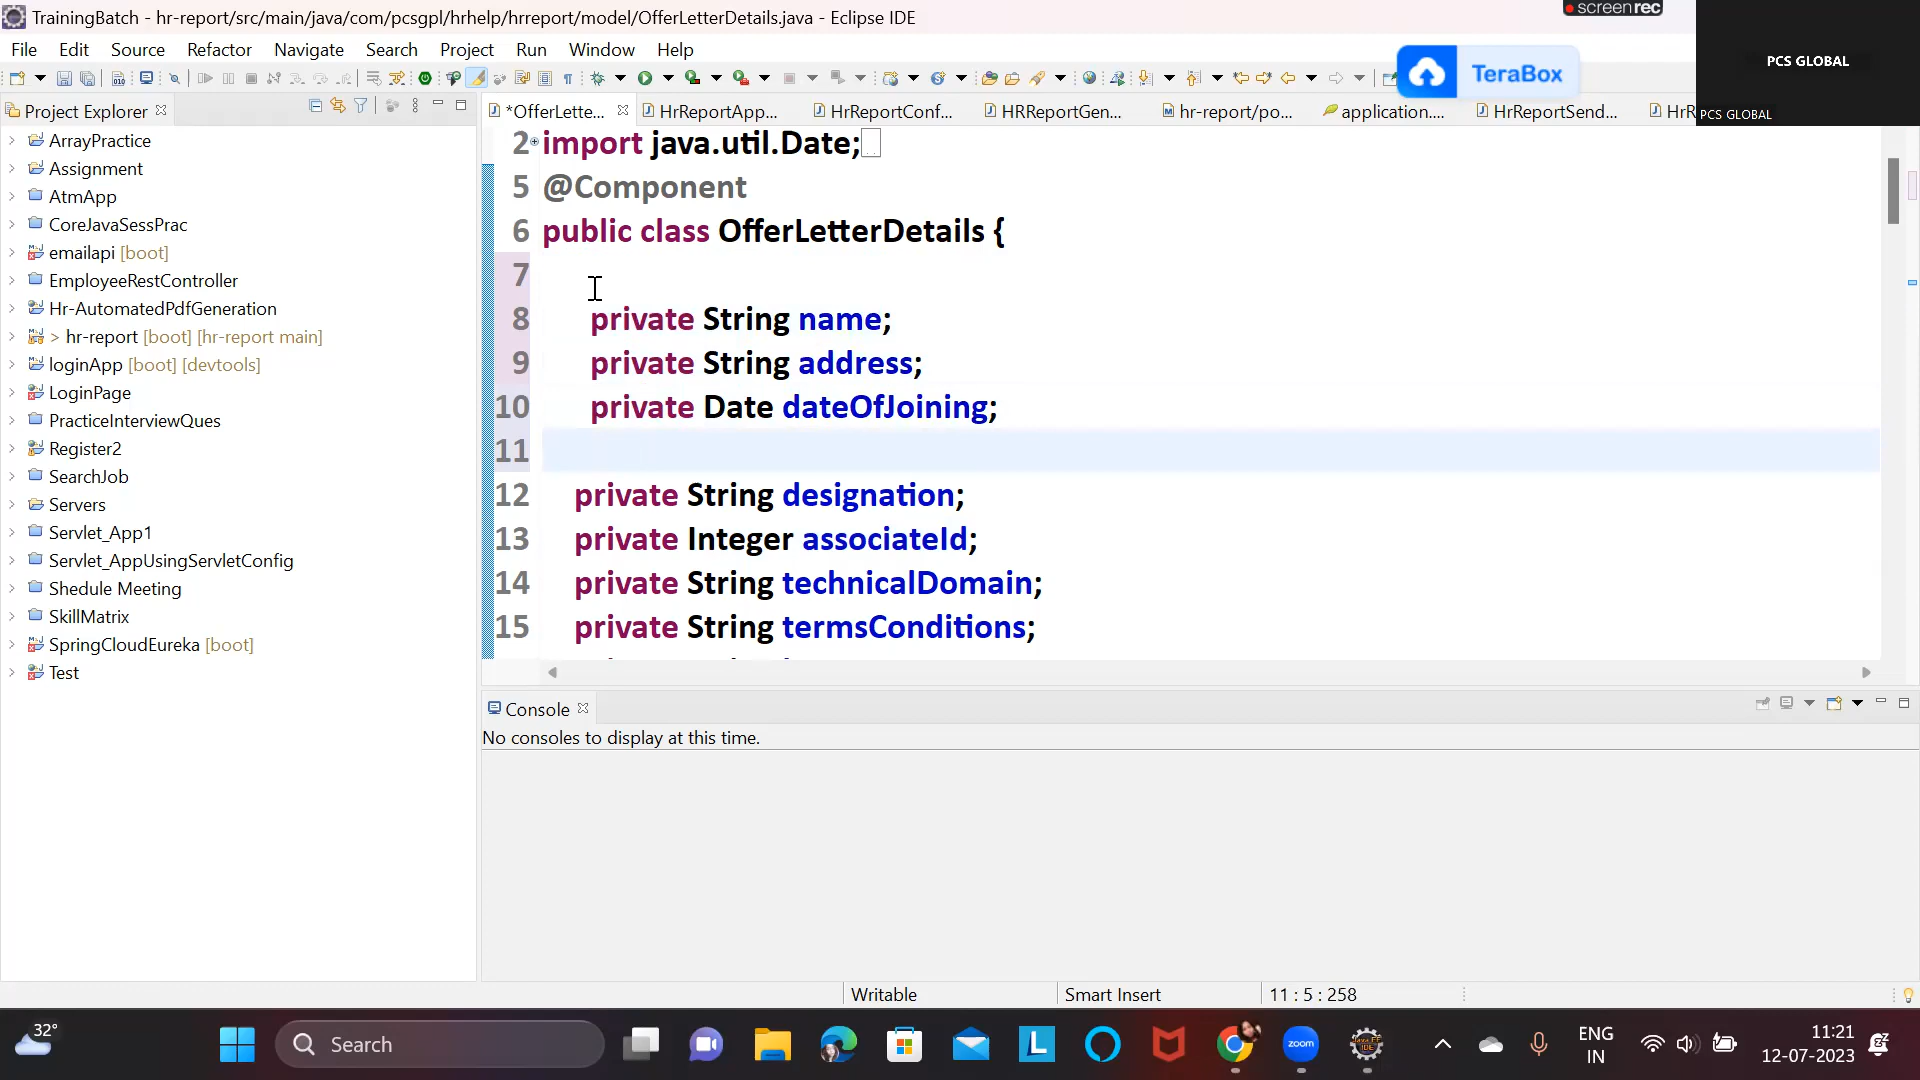 TrainingBatch - hr-report/src/main/java/com/pcsgpl/hrhelp/hrreport/model/OfferLetterDetails.java - Eclipse IDE
screenrec
File Edit Source Refactor Navigate Search Project Run Window Help
TeraBox
PCS GLOBAL
PCS GLOBAL
Project Explorer
*OfferLette... HrReportApp... HrReportConf... HRReportGen... hr-report/po... application.... HrReportSend... HrR
ArrayPractice
Assignment
AtmApp
CoreJavaSessPrac
emailapi [boot]
EmployeeRestController
Hr-AutomatedPdfGeneration
> hr-report [boot] [hr-report main]
loginApp [boot] [devtools]
LoginPage
PracticeInterviewQues
Register2
SearchJob
Servers
Servlet_App1
Servlet_AppUsingServletConfig
Shedule Meeting
SkillMatrix
SpringCloudEureka [boot]
Test
2 import java.util.Date;
5 @Component
6 public class OfferLetterDetails {
7
8 private String name;
9 private String address;
10 private Date dateOfJoining;
11
12 private String designation;
13 private Integer associateId;
14 private String technicalDomain;
15 private String termsConditions;
Console
No consoles to display at this time.
Writable Smart Insert 11 : 5 : 258
32°
Search
zoom
ENG
IN
11:21
12-07-2023